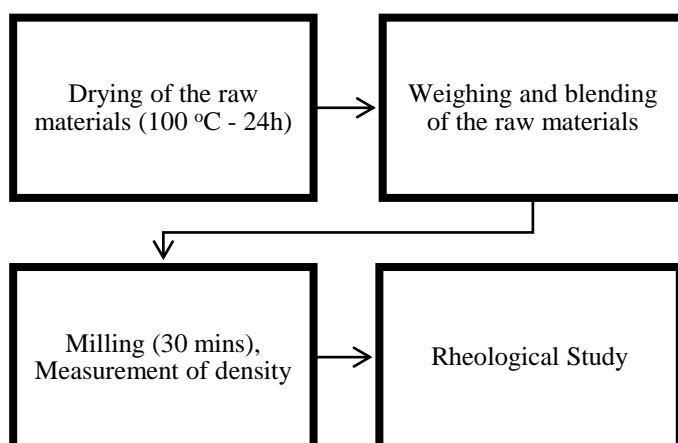 Drying of the raw
materials (100 °C - 24h)
Weighing and blending
of the raw materials
Milling (30 mins),
Measurement of density
Rheological Study